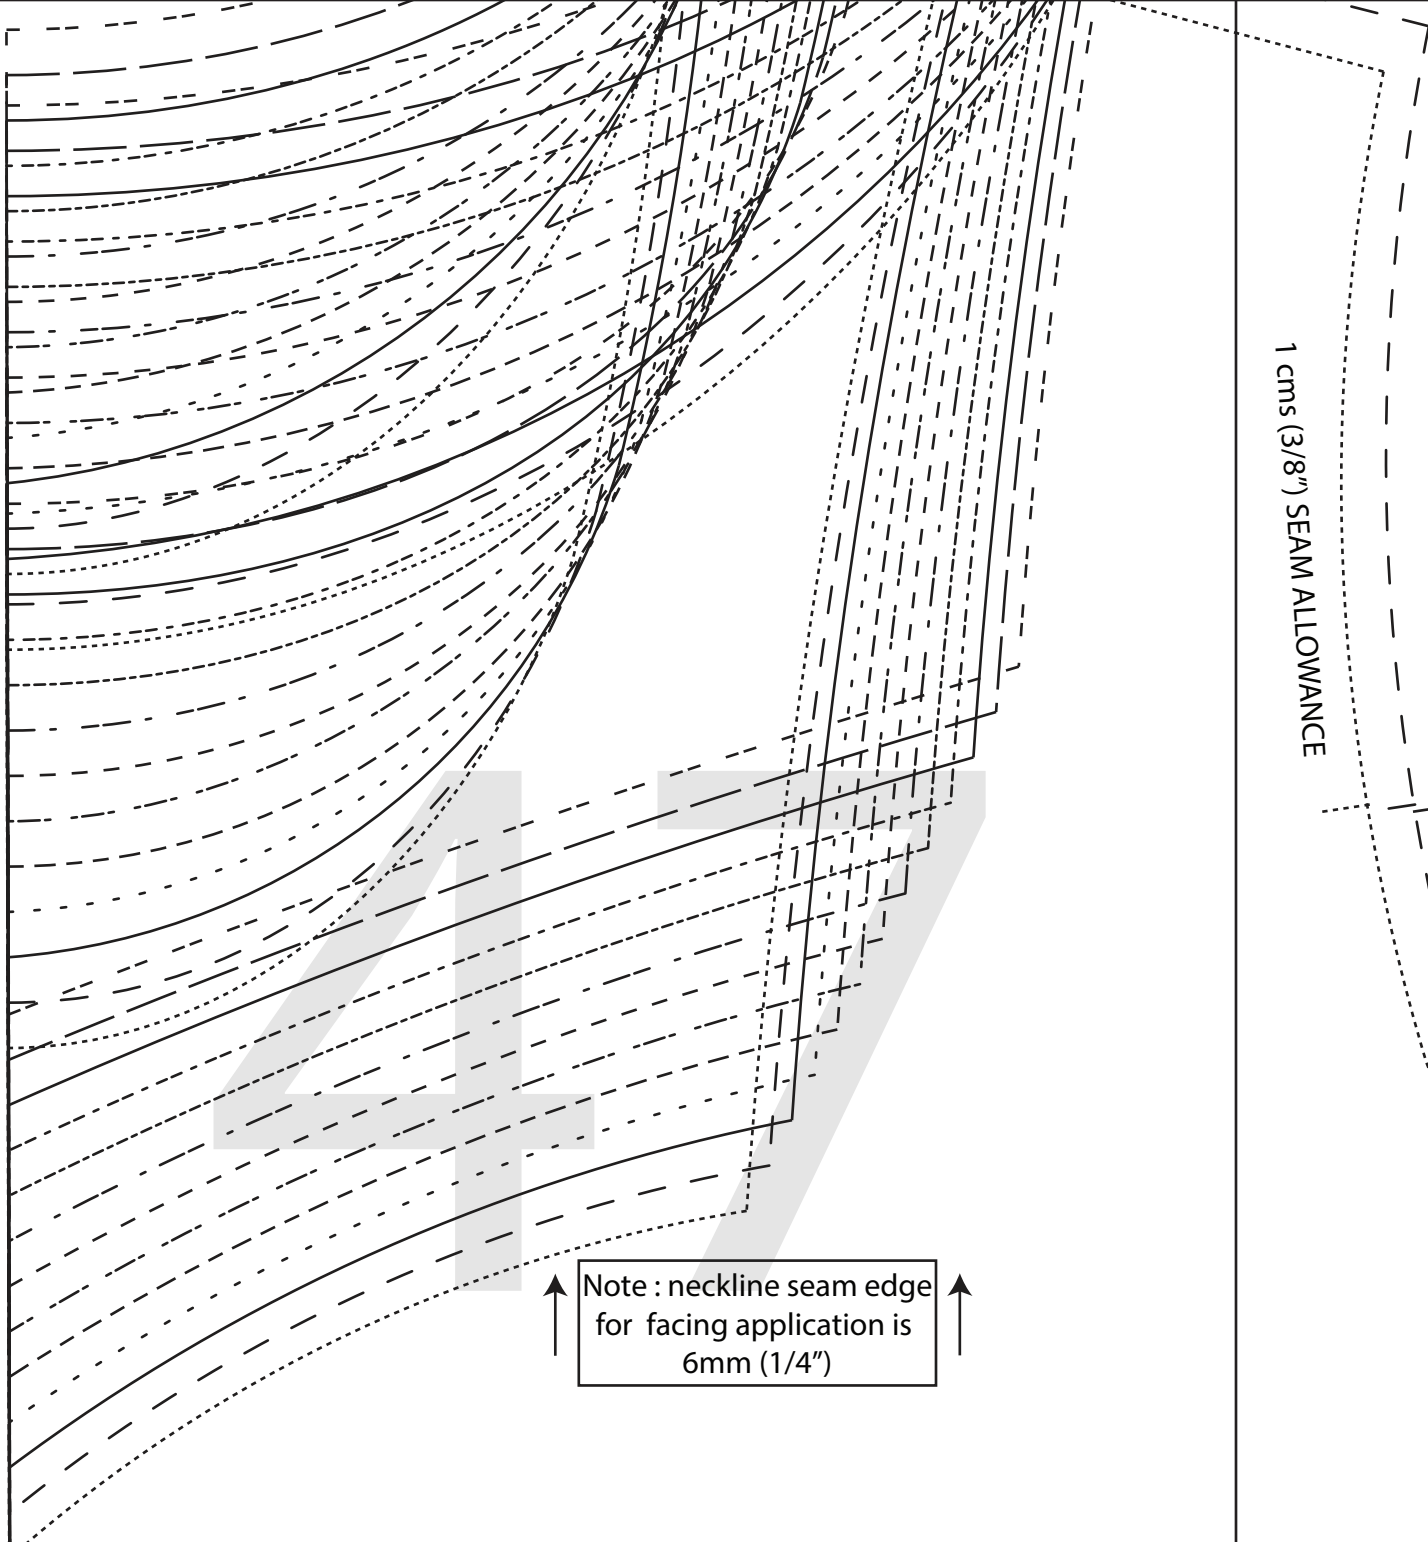 1 cms (3/8") SEAM ALLOWANCE
47
Note : neckline seam edge
for facing application is
6mm (1/4")